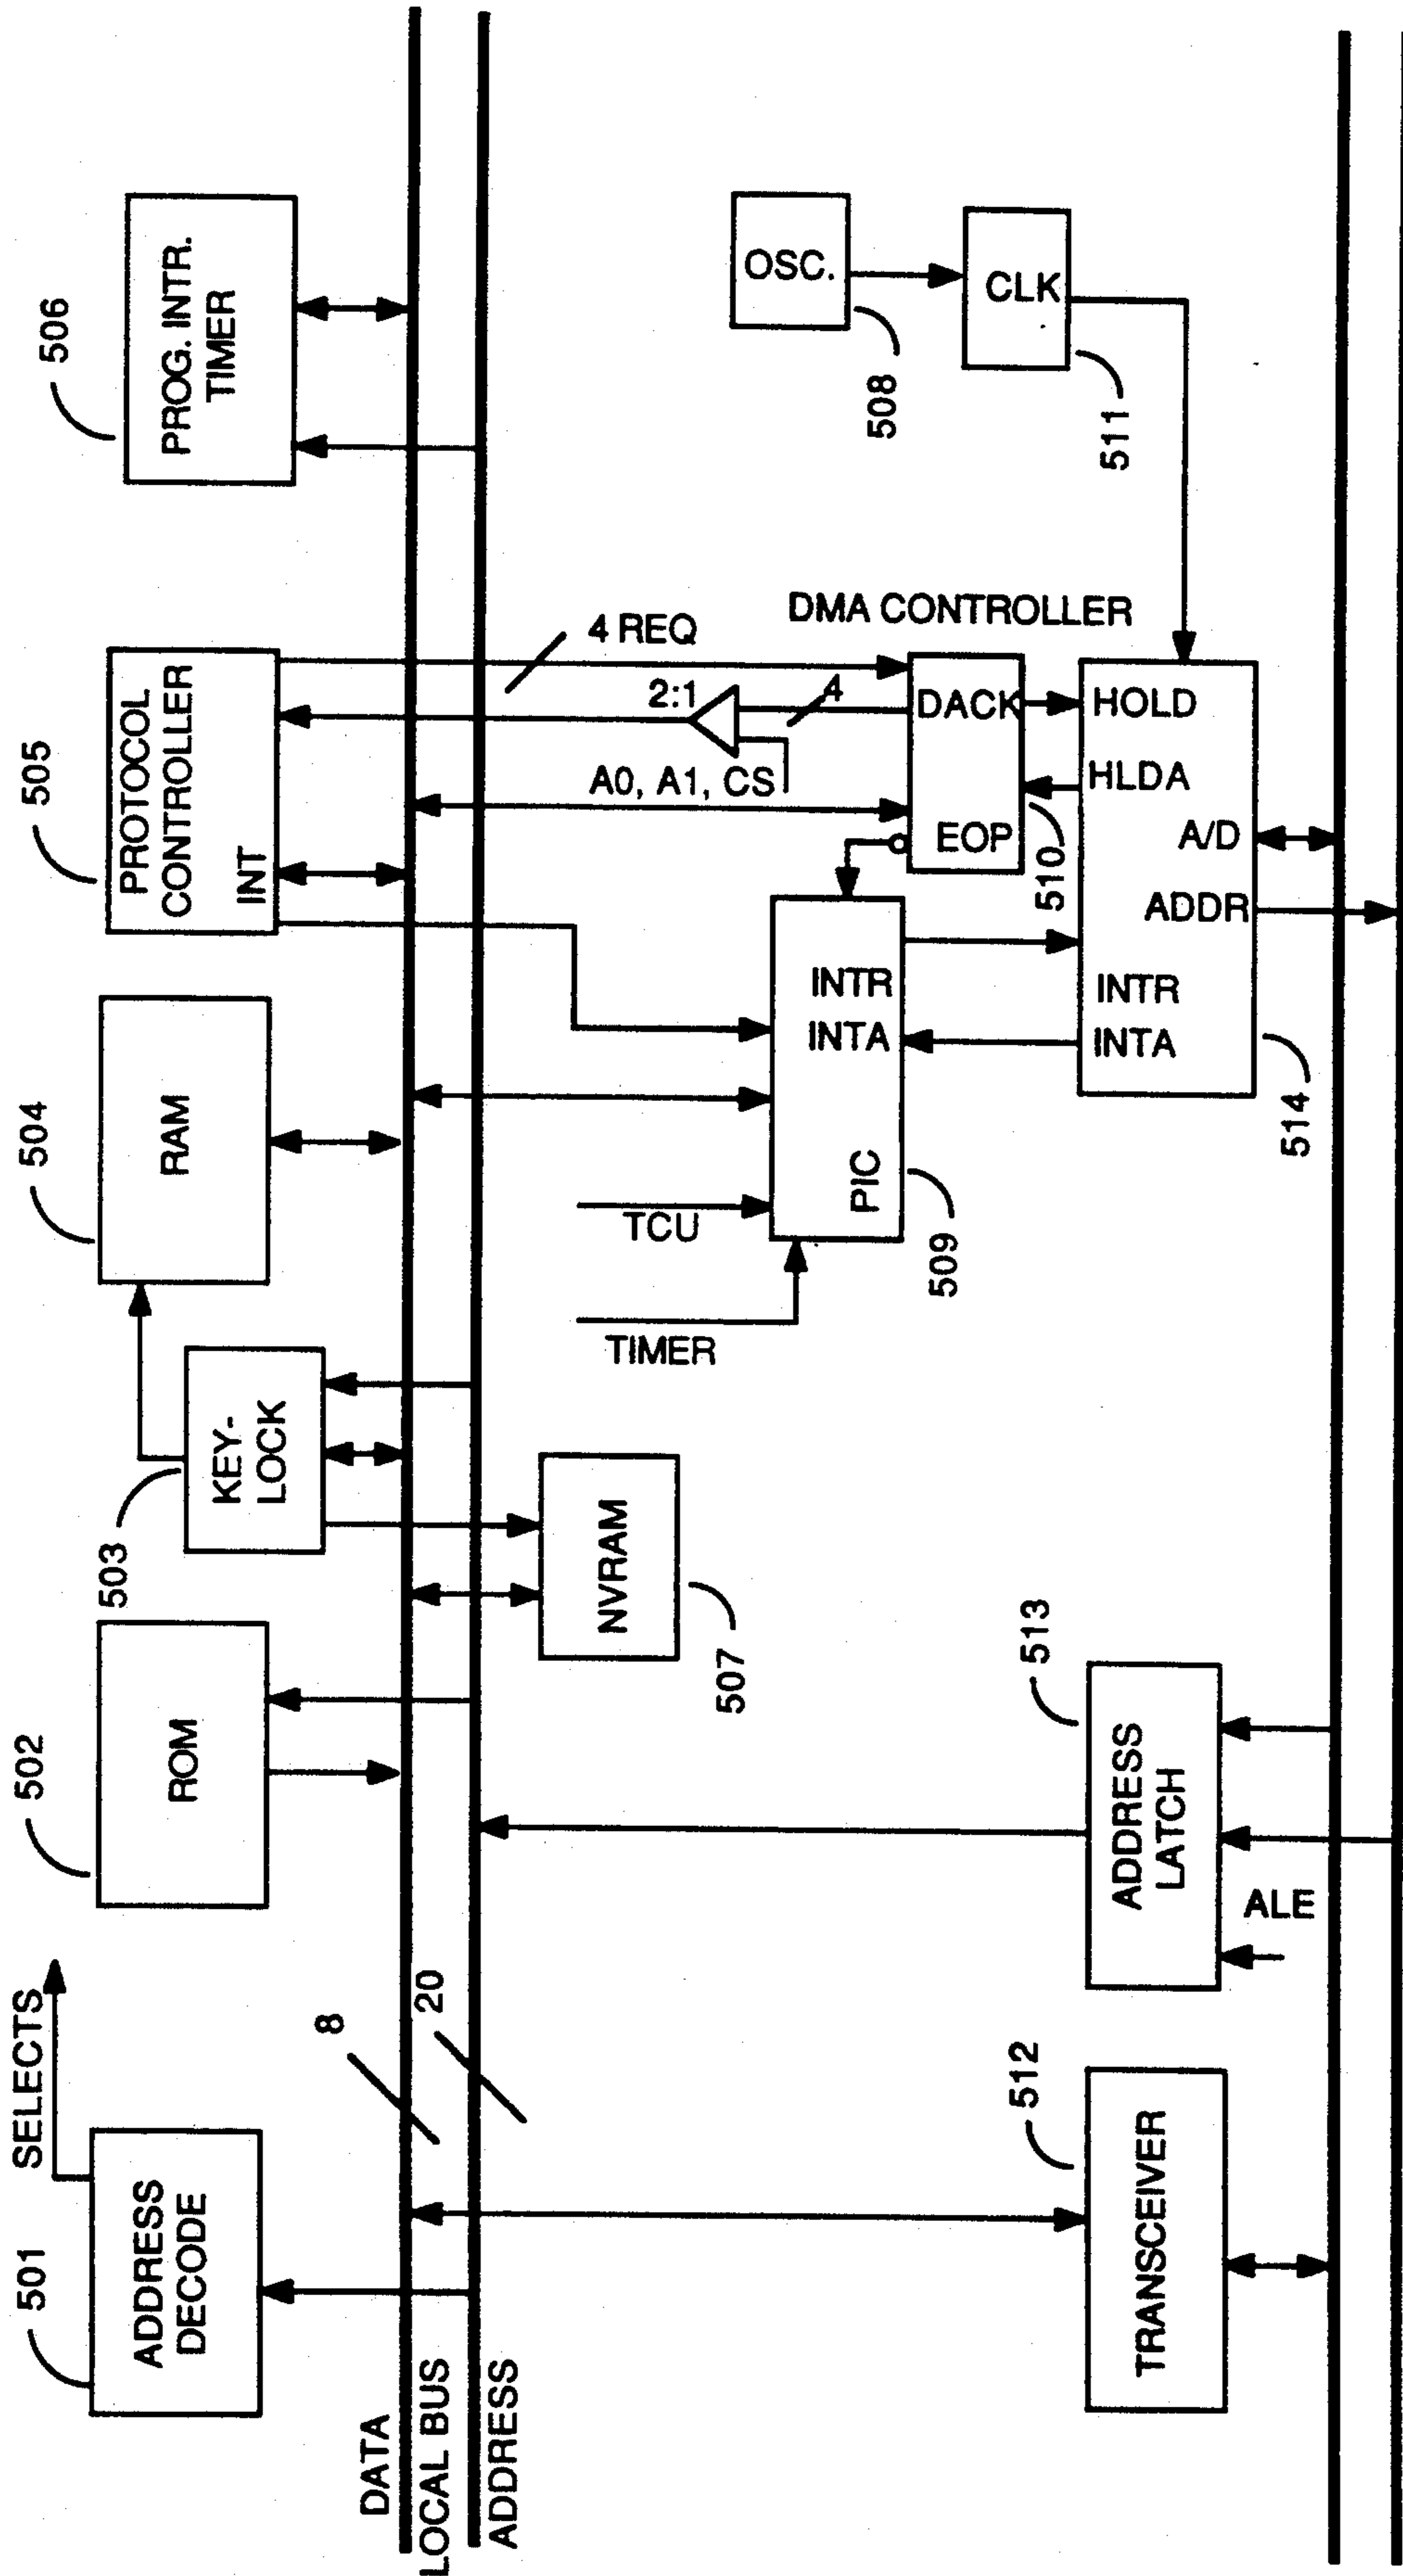 SELECTS
501
ADDRESS
DECODE
502
ROM
503
KEY-
LOCK
504
RAM
505
PROTOCOL
CONTROLLER
INT
506
PROG. INTR.
TIMER
DATA
LOCAL BUS
ADDRESS
8
20
NVRAM
507
TIMER
TCU
4 REQ
2:1
4
A0, A1, CS
DMA CONTROLLER
OSC.
508
CLK
511
DACK
EOP
510
INTR
INTA
PIC
509
HOLD
HLDA
A/D
ADDR
INTR
INTA
514
512
TRANSCEIVER
513
ADDRESS
LATCH
ALE